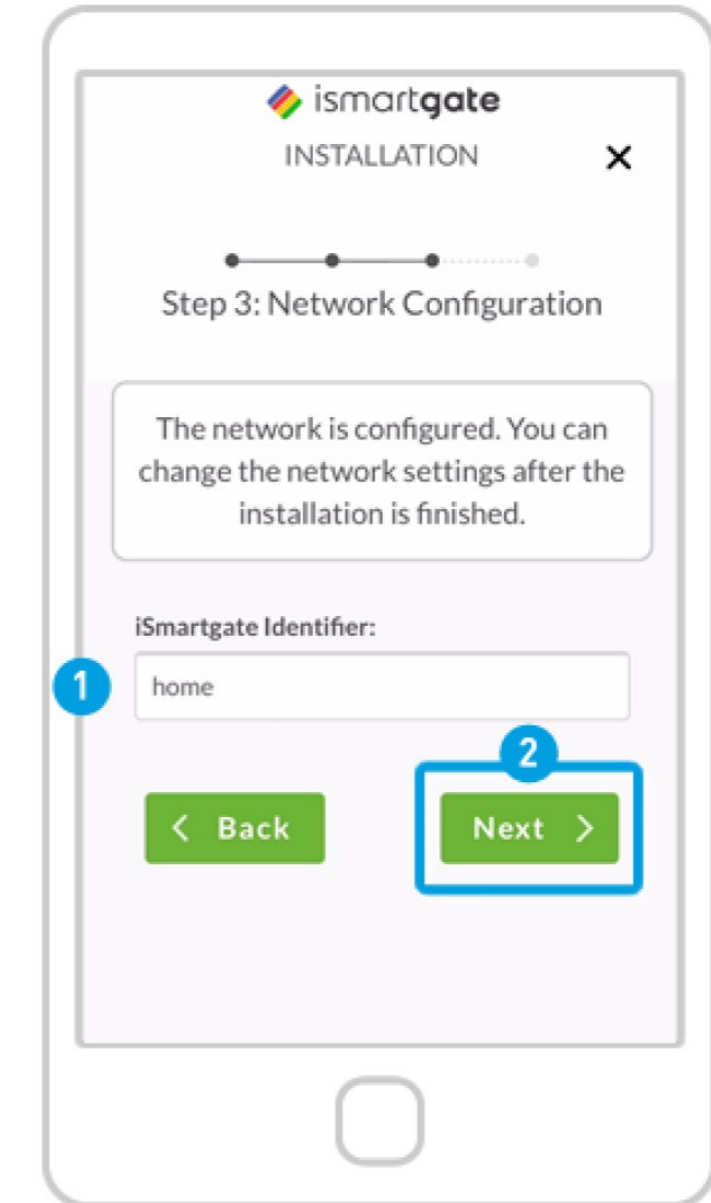 ismartgate
INSTALLATION
Step 3: Network Configuration
The network is configured. You can
change the network settings after the
installation is finished.
iSmartgate Identifier:
1
home
2
Back
Next